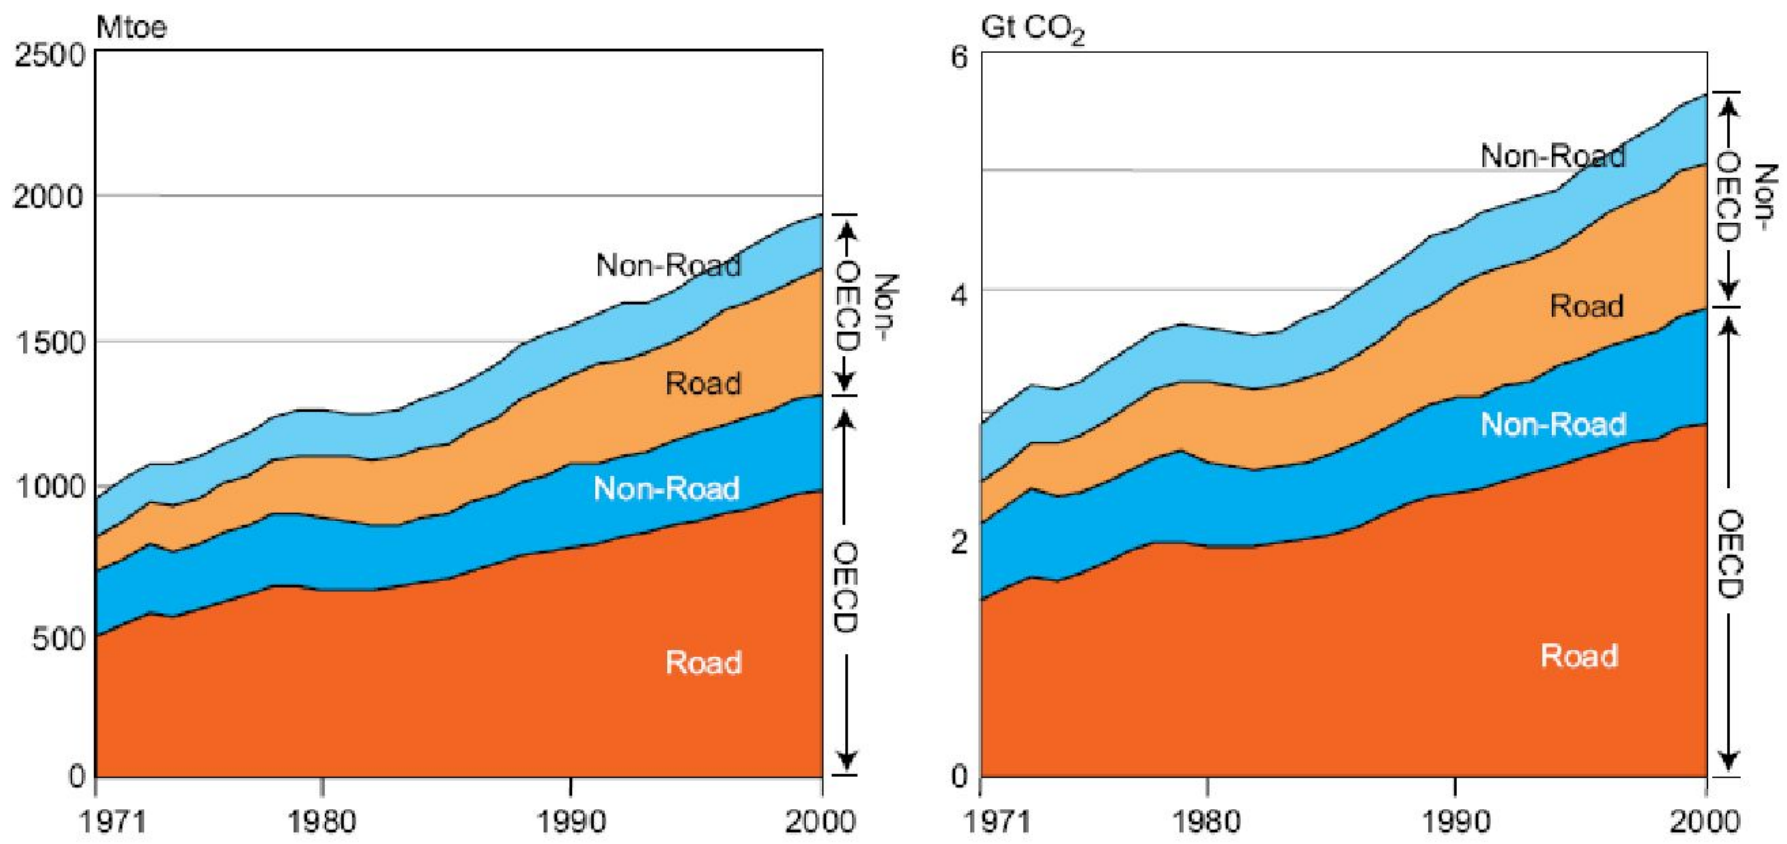 Mtoe
2500
2000
1500
1000
500
0
1971
1980
1990
2000
Non-Road
Road
Non-Road
Road
Non-
OECD
OECD
Gt CO₂
6
4
2
0
1971
1980
1990
2000
Non-Road
Road
Non-Road
Road
Non-
OECD
OECD